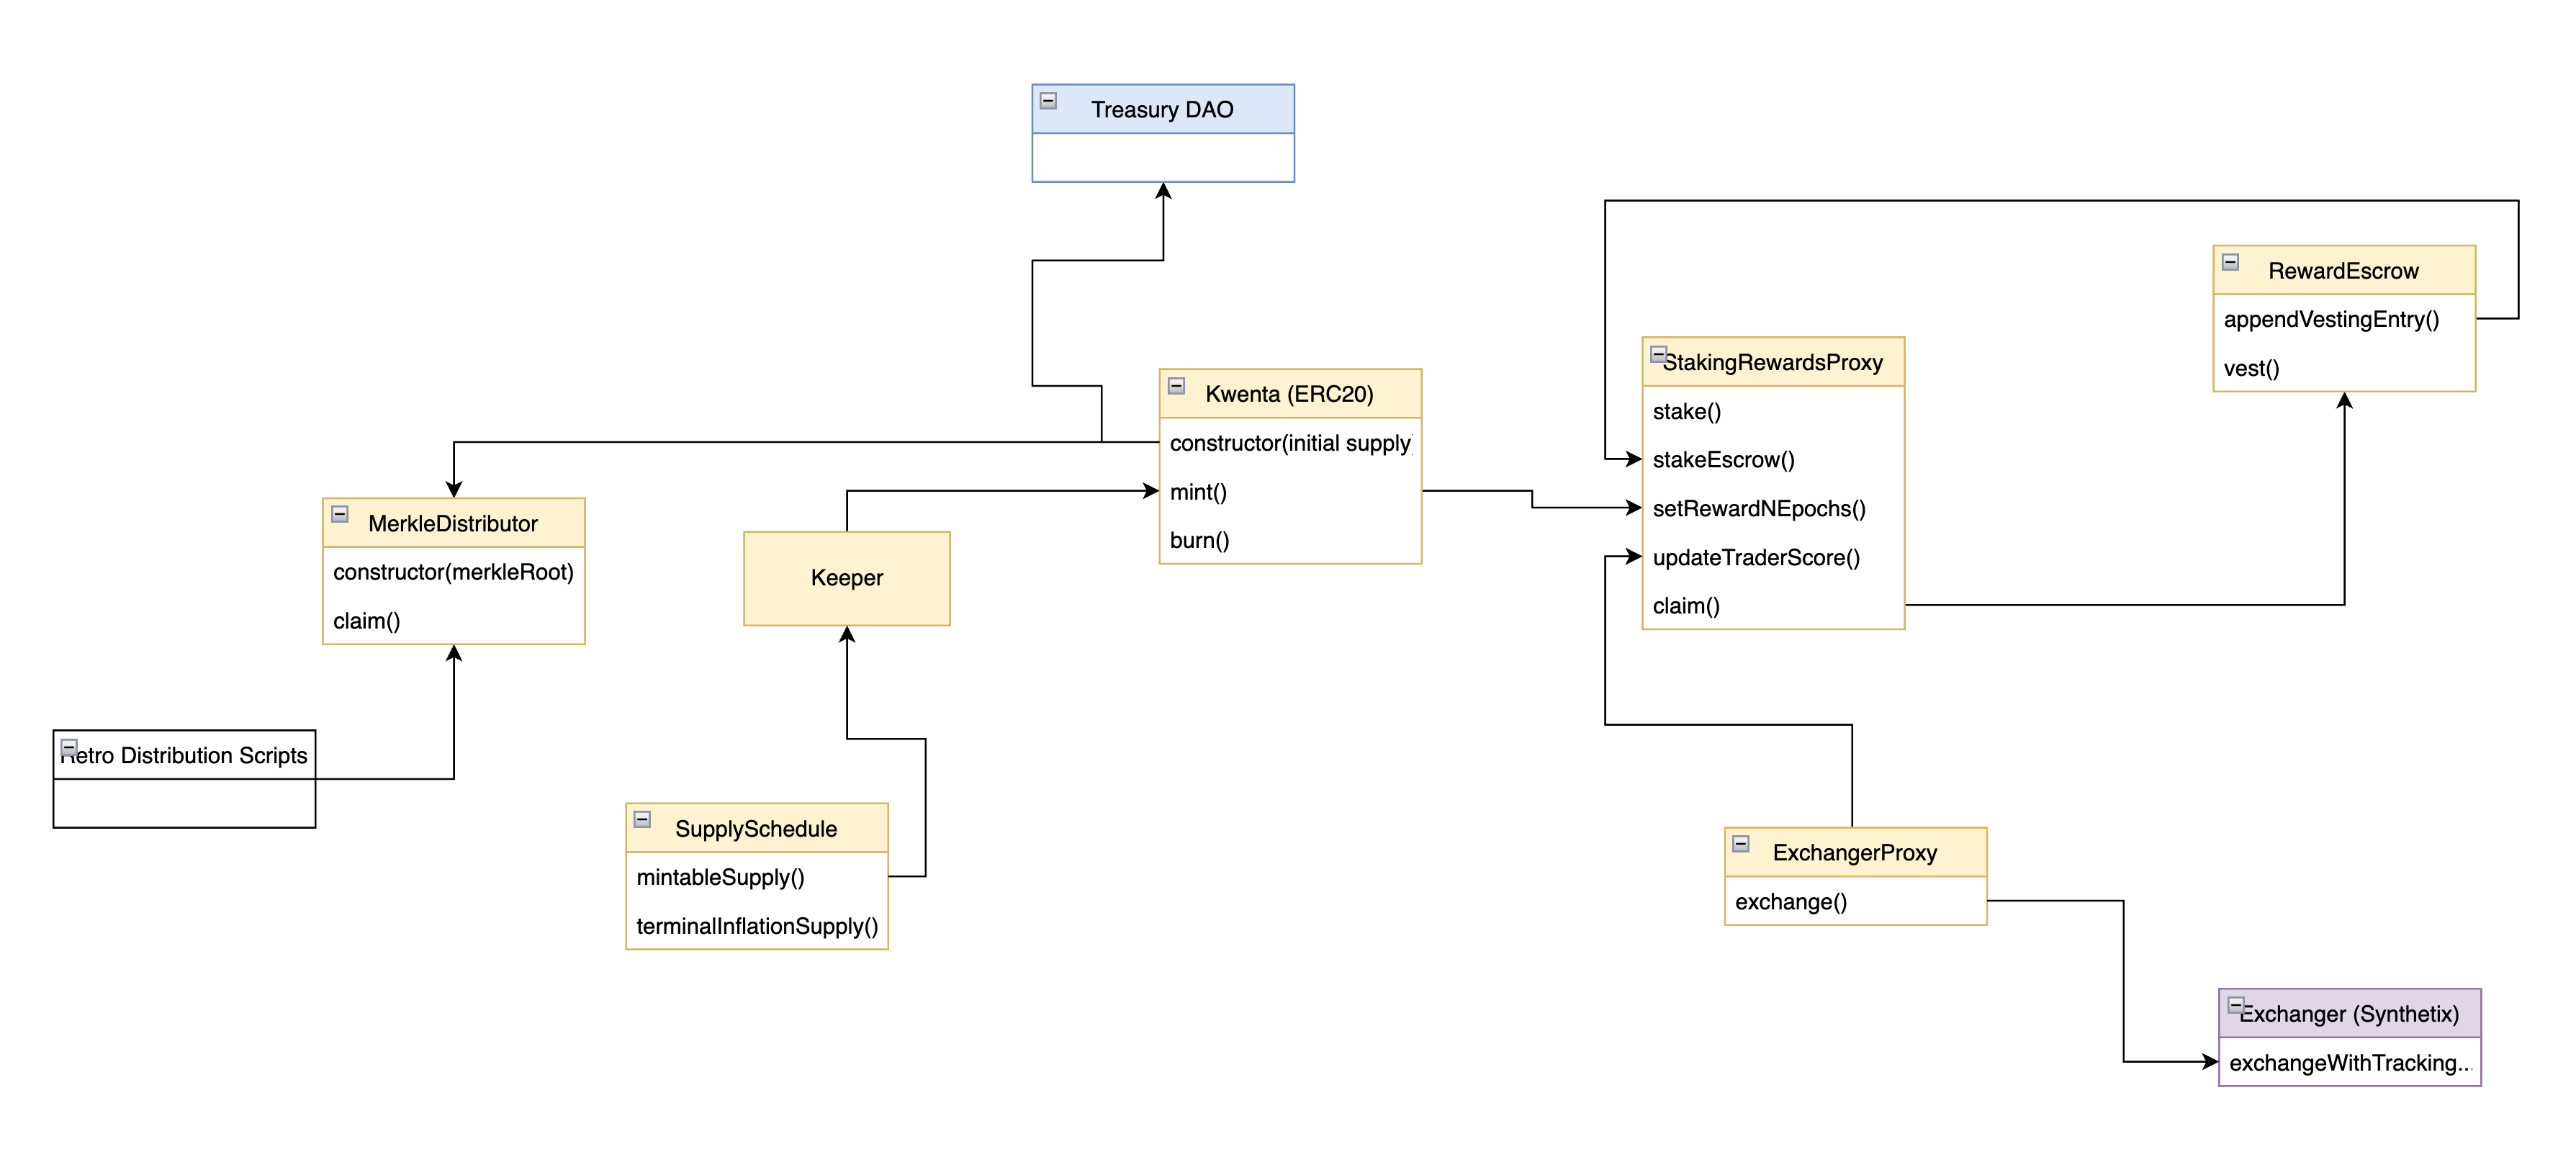 Treasury DAO
RewardEscrow
appendVestingEntry()
vest()
StakingRewardsProxy
stake()
stakeEscrow()
setRewardNEpochs()
updateTraderScore()
claim()
Kwenta (ERC20)
constructor(initial supply)
mint()
burn()
MerkleDistributor
constructor(merkleRoot)
claim()
Keeper
Retro Distribution Scripts
SupplySchedule
mintableSupply()
terminalInflationSupply()
ExchangerProxy
exchange()
Exchanger (Synthetix)
exchangeWithTracking...